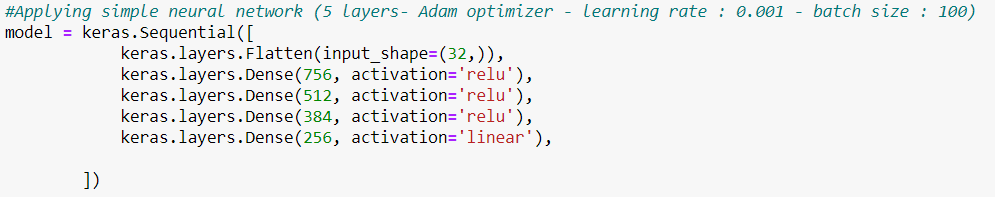 #Applying simple neural network (5 layers- Adam optimizer - learning rate : 0.001 - batch size : 100)
model = keras.Sequential([
            keras.layers.Flatten(input_shape=(32,)),
            keras.layers.Dense(756, activation='relu'),
            keras.layers.Dense(512, activation='relu'),
            keras.layers.Dense(384, activation='relu'),
            keras.layers.Dense(256, activation='linear'),
        ])